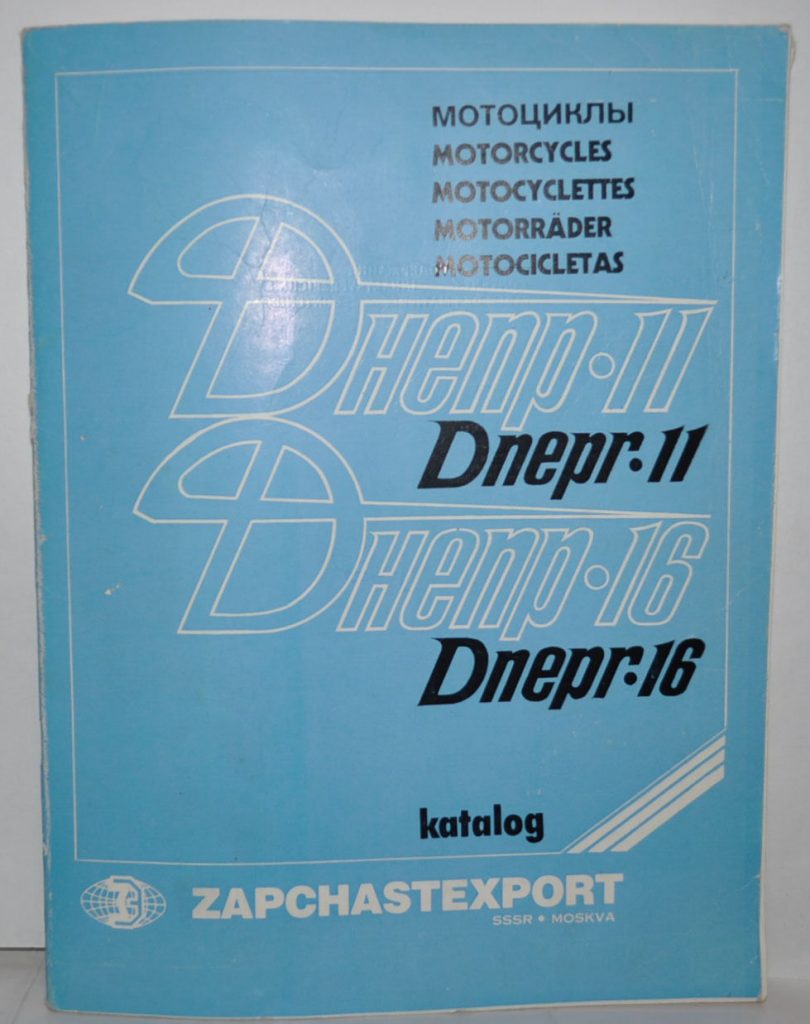 МОТОЦИКЛЫ
MOTORCYCLES
MOTOCYCLETTES
MOTORRÄDER
MOTOCICLETAS
Днепр·11
Dnepr·11
Днепр·16
Dnepr·16
katalog
ZAPCHASTEXPORT
SSSR • MOSKVA